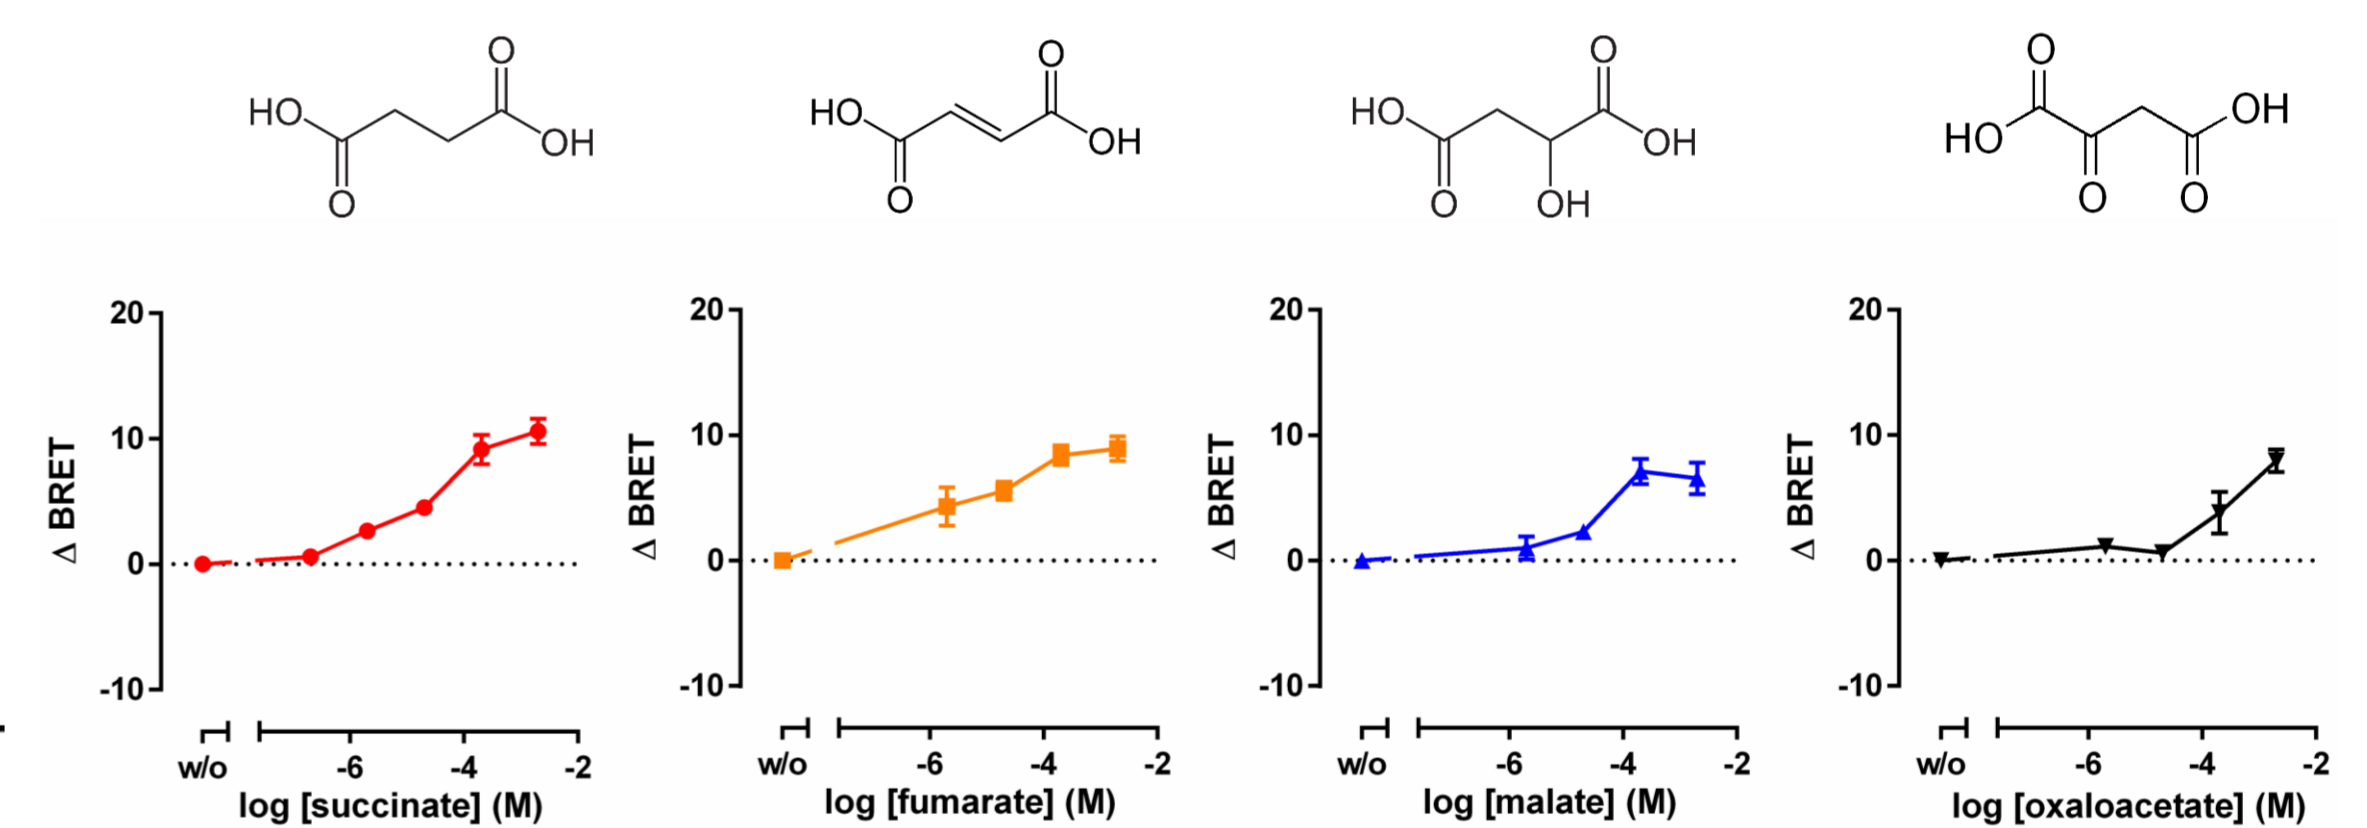 O
HO
OH
O
O
HO
OH
O
O
HO
OH
O
OH
O
OH
HO
O
O
20
10
0
-10
Δ BRET
w/o
-6
-4
-2
log [succinate] (M)
20
10
0
-10
Δ BRET
w/o
-6
-4
-2
log [fumarate] (M)
20
10
0
-10
Δ BRET
w/o
-6
-4
-2
log [malate] (M)
20
10
0
-10
Δ BRET
w/o
-6
-4
-2
log [oxaloacetate] (M)